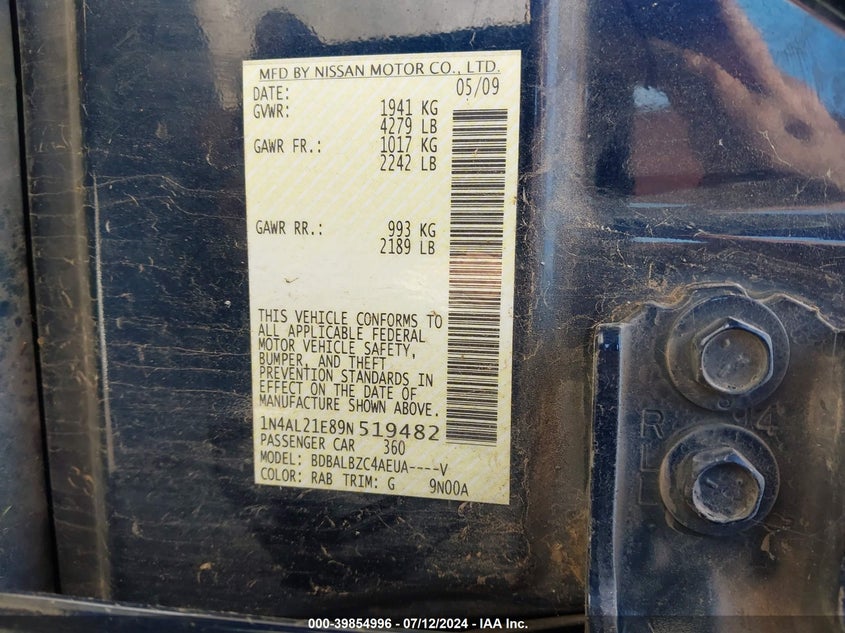 MFD BY NISSAN MOTOR CO., LTD.
DATE: 05/09
GVWR: 1941 KG
4279 LB
GAWR FR.: 1017 KG
2242 LB
GAWR RR.: 993 KG
2189 LB
THIS VEHICLE CONFORMS TO
ALL APPLICABLE FEDERAL
MOTOR VEHICLE SAFETY,
BUMPER, AND THEFT
PREVENTION STANDARDS IN
EFFECT ON THE DATE OF
MANUFACTURE SHOWN ABOVE.
1N4AL21E89N519482
PASSENGER CAR 360
MODEL: BDBALBZC4AEUA----V
COLOR: RAB TRIM: G 9N00A
000-39854996 / 07/12/2024 - IAA Inc.